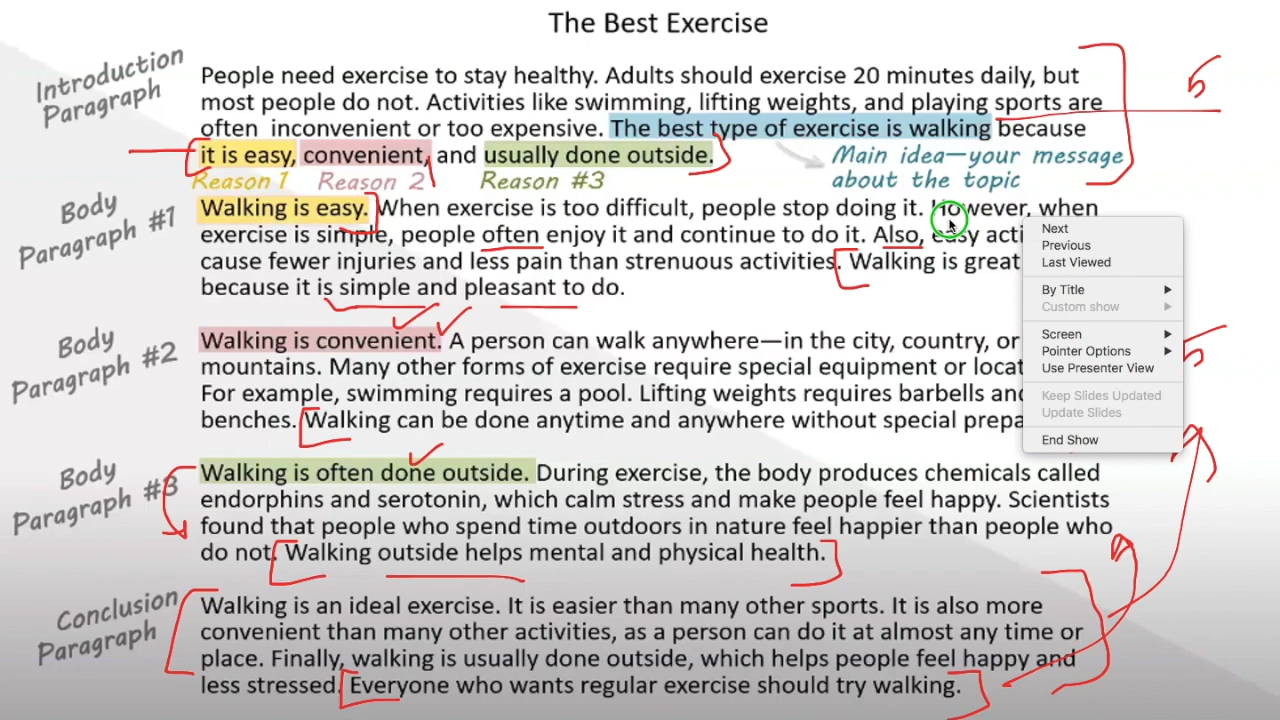 The Best Exercise
Introduction
Paragraph
People need exercise to stay healthy. Adults should exercise 20 minutes daily, but
most people do not. Activities like swimming, lifting weights, and playing sports are
often inconvenient or too expensive. The best type of exercise is walking because
it is easy, convenient, and usually done outside.
Main idea—your message
about the topic
Reason 1 Reason 2 Reason #3
Body
Paragraph #1
Walking is easy. When exercise is too difficult, people stop doing it. However, when
exercise is simple, people often enjoy it and continue to do it. Also, easy
cause fewer injuries and less pain than strenuous activities. Walking is great
because it is simple and pleasant to do.
Body
Paragraph #2
Walking is convenient. A person can walk anywhere—in the city, country, or
mountains. Many other forms of exercise require special equipment or
For example, swimming requires a pool. Lifting weights requires barbells
benches. Walking can be done anytime and anywhere without special
Body
Paragraph #3
Walking is often done outside. During exercise, the body produces chemicals called
endorphins and serotonin, which calm stress and make people feel happy. Scientists
found that people who spend time outdoors in nature feel happier than people who
do not. Walking outside helps mental and physical health.
Conclusion
Paragraph
Walking is an ideal exercise. It is easier than many other sports. It is also more
convenient than many other activities, as a person can do it at almost any time or
place. Finally, walking is usually done outside, which helps people feel happy and
less stressed. Everyone who wants regular exercise should try walking.
Next
Previous
Last Viewed
By Title
Custom show
Screen
Pointer Options
Use Presenter View
Keep Slides Updated
Update Slides
End Show
5
5